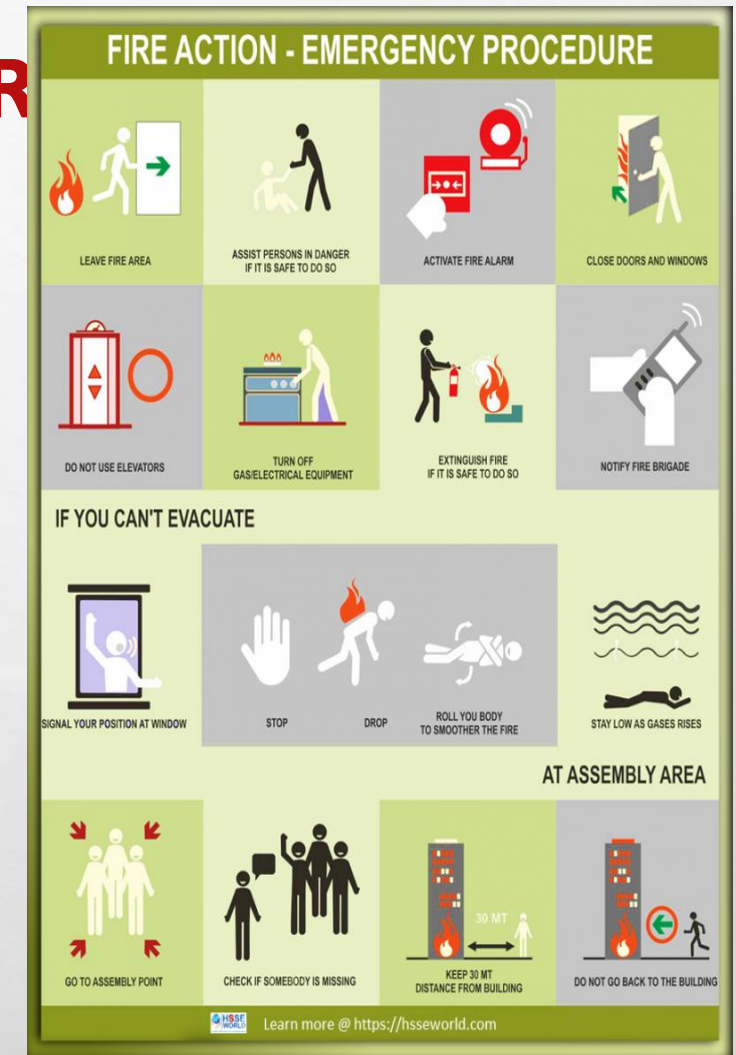 R
FIRE ACTION - EMERGENCY PROCEDURE
LEAVE FIRE AREA
ASSIST PERSONS IN DANGER
IF IT IS SAFE TO DO SO
ACTIVATE FIRE ALARM
CLOSE DOORS AND WINDOWS
DO NOT USE ELEVATORS
TURN OFF
GAS/ELECTRICAL EQUIPMENT
EXTINGUISH FIRE
IF IT IS SAFE TO DO SO
NOTIFY FIRE BRIGADE
IF YOU CAN'T EVACUATE
SIGNAL YOUR POSITION AT WINDOW
STOP
DROP
ROLL YOU BODY
TO SMOOTHER THE FIRE
STAY LOW AS GASES RISES
AT ASSEMBLY AREA
GO TO ASSEMBLY POINT
CHECK IF SOMEBODY IS MISSING
30 MT
KEEP 30 MT
DISTANCE FROM BUILDING
DO NOT GO BACK TO THE BUILDING
HSSE
WORLD
Learn more @ https://hsseworld.com